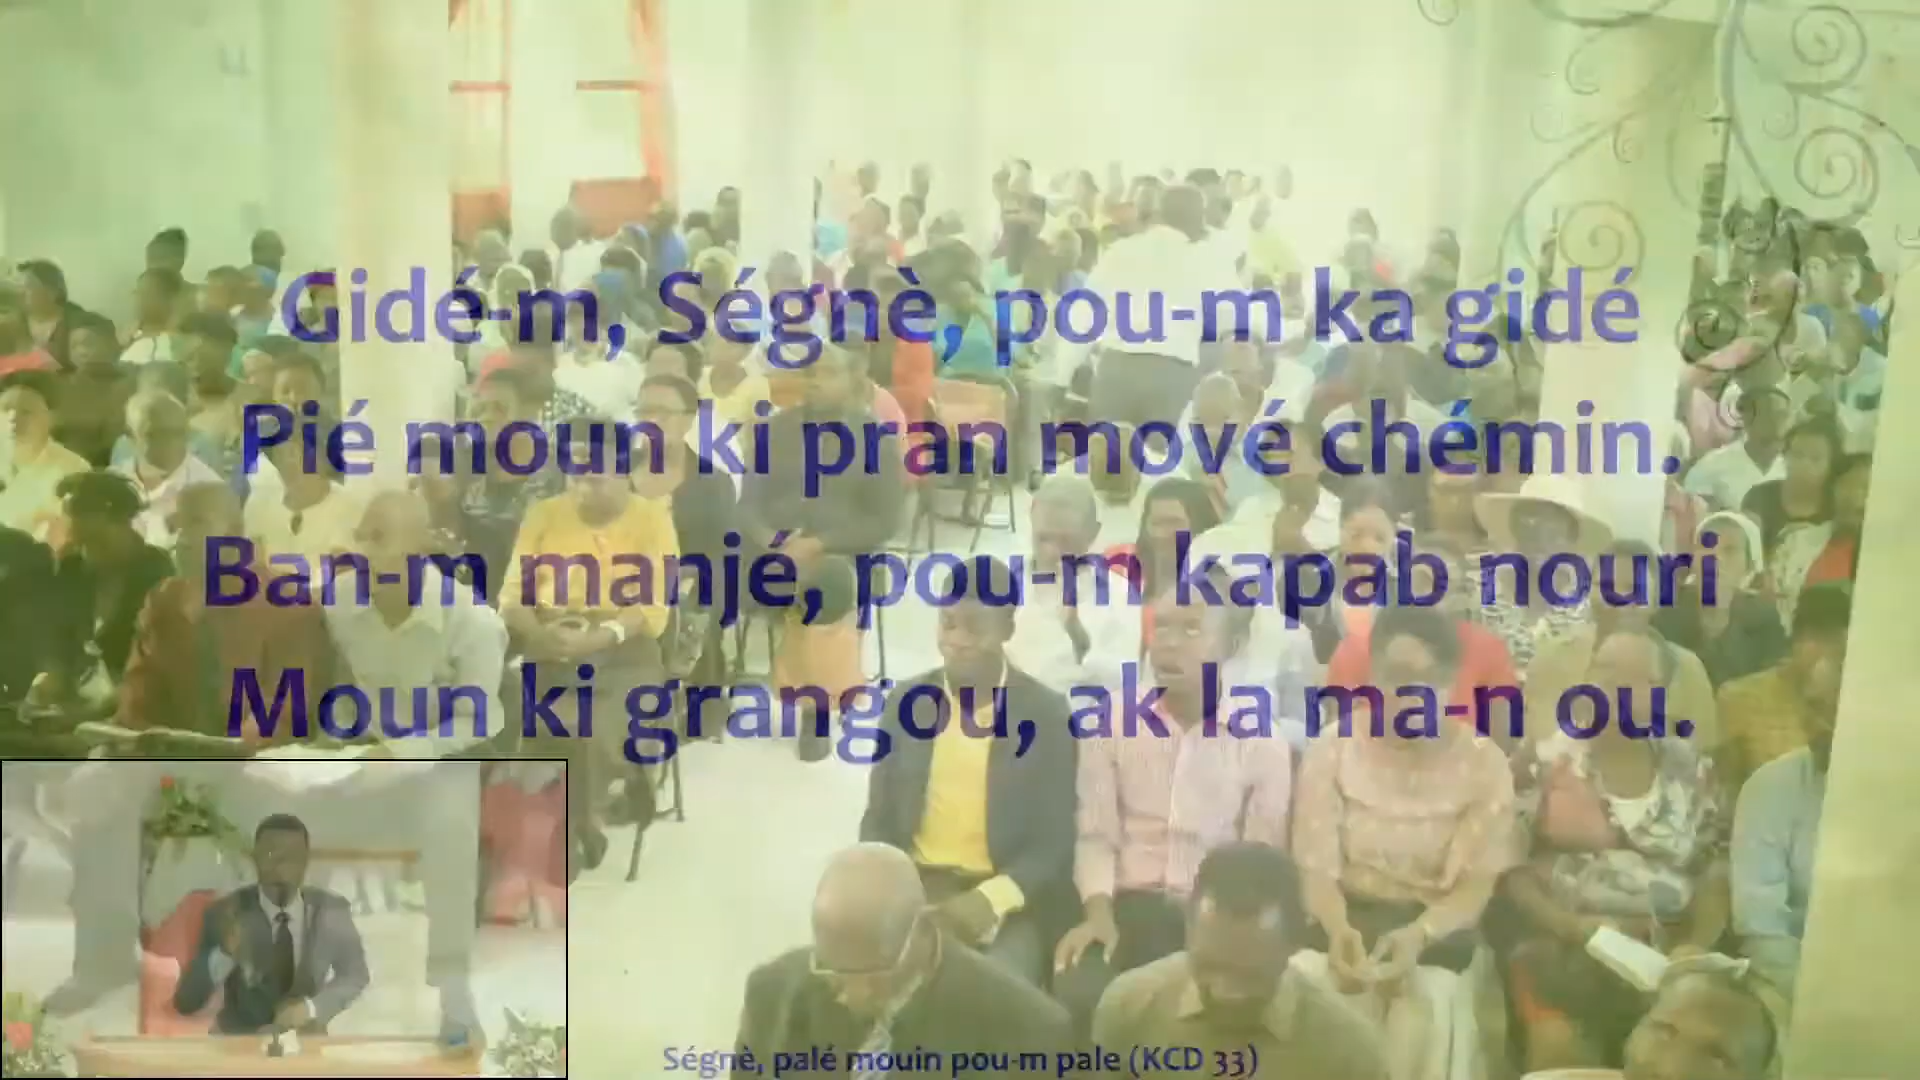 Gidé-m, Ségnè, pou-m ka gidé
Pié moun ki pran mové chémin.
Ban-m manjé, pou-m kapab nouri
Moun ki grangou, ak la ma-n ou.
Ségnè, palé mouin pou-m pale (KCD 33)